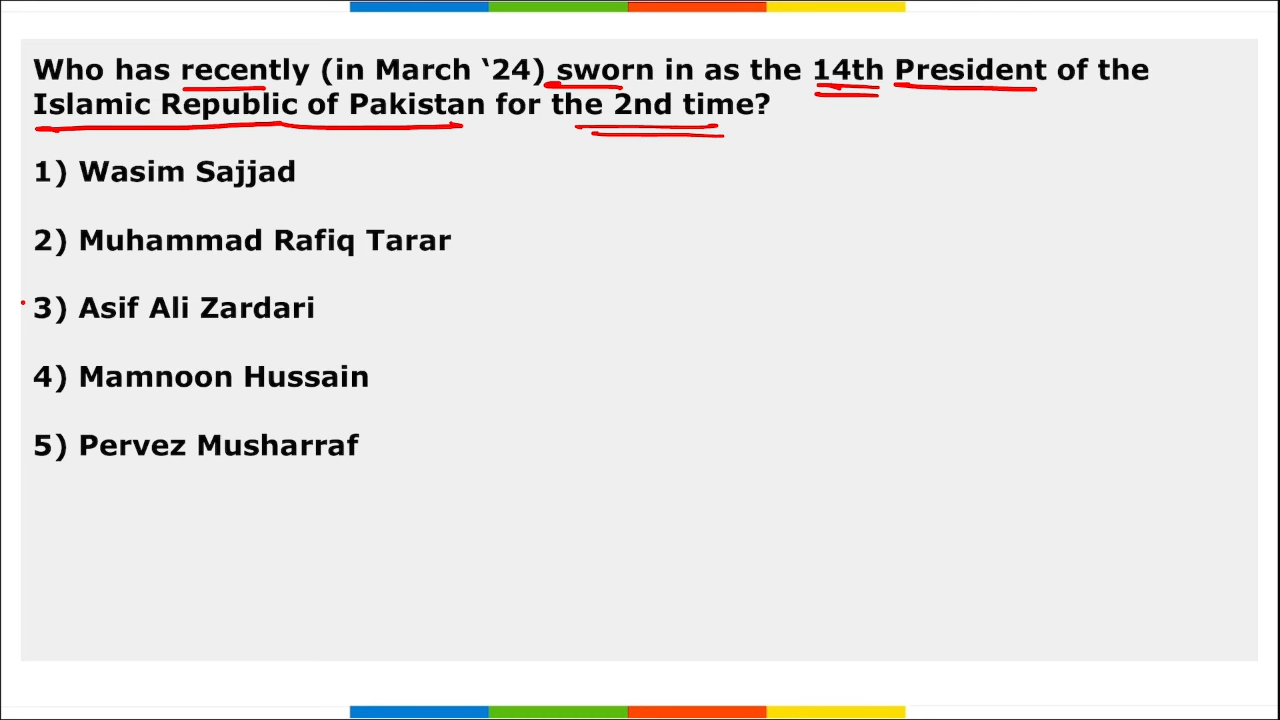 Who has recently (in March ‘24) sworn in as the 14th President of the
Islamic Republic of Pakistan for the 2nd time?
1) Wasim Sajjad
2) Muhammad Rafiq Tarar
3) Asif Ali Zardari
4) Mamnoon Hussain
5) Pervez Musharraf